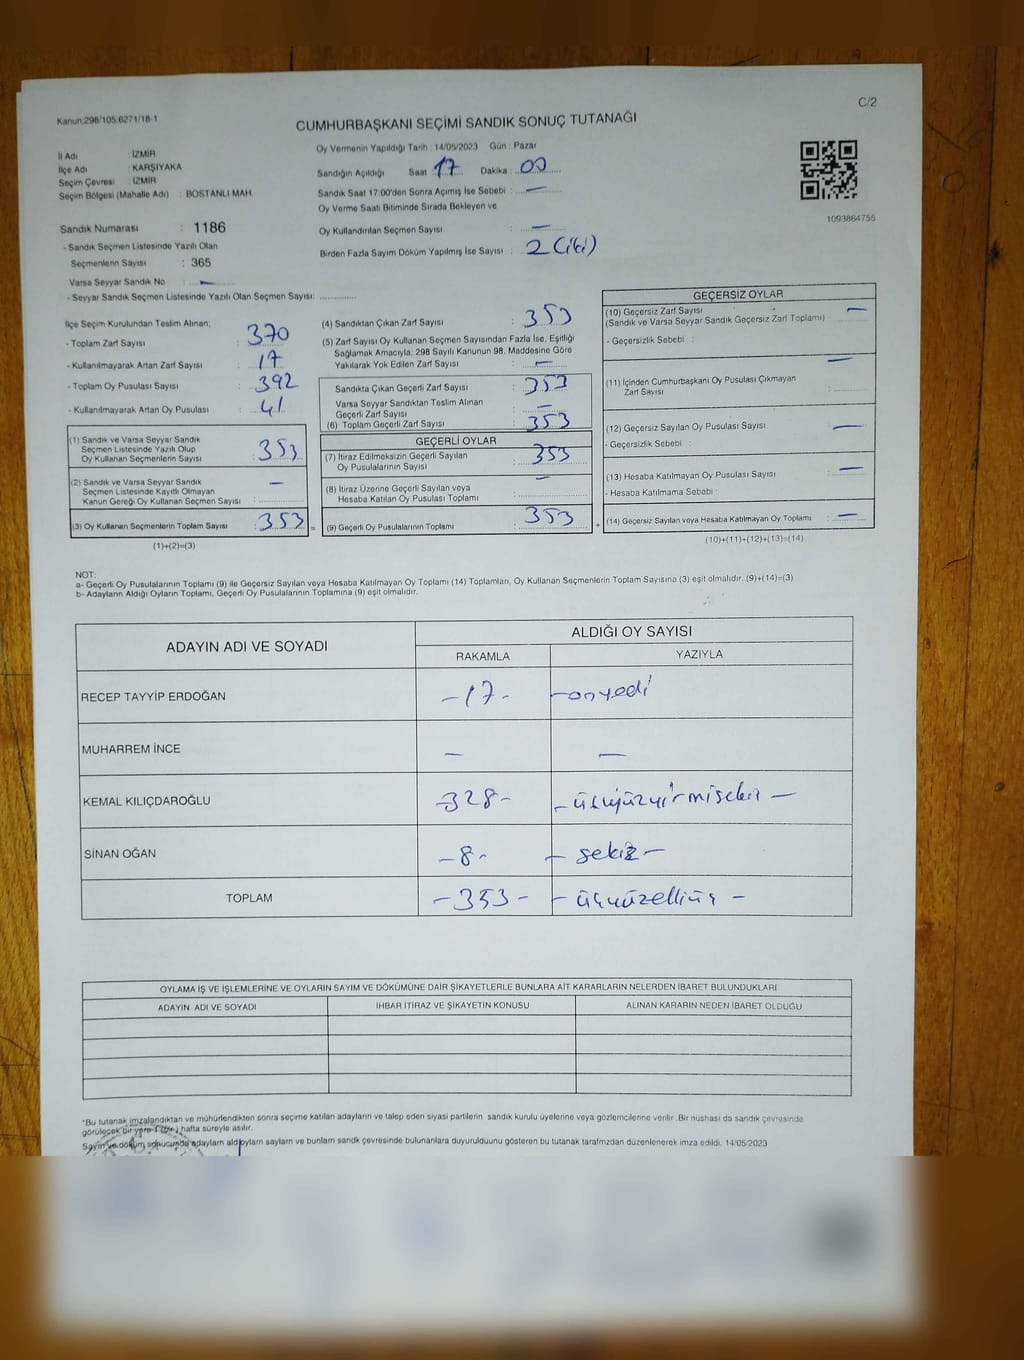 C/2
Kanun:298/105,6271/18-1
CUMHURBAŞKANI SEÇİMİ SANDIK SONUÇ TUTANAĞI
İl Adı : İZMİR
İlçe Adı : KARŞIYAKA
Seçim Çevresi : İZMİR
Seçim Bölgesi (Mahalle Adı) : BOSTANLI MAH.
Oy Vermenin Yapıldığı Tarih : 14/05/2023 Gün : Pazar
Sandığın Açıldığı Saat : 17 Dakika : 00
Sandık Saat 17:00'den Sonra Açımış İse Sebebi : —
Oy Verme Saati Bitiminde Sırada Bekleyen ve
Oy Kullandırılan Seçmen Sayısı : —
Birden Fazla Sayım Döküm Yapılmış İse Sayısı : 2 (iki)
1093864755
Sandık Numarası : 1186
- Sandık Seçmen Listesinde Yazılı Olan
Seçmenlerin Sayısı : 365
Varsa Seyyar Sandık No : —
- Seyyar Sandık Seçmen Listesinde Yazılı Olan Seçmen Sayısı: ............
İlçe Seçim Kurulundan Teslim Alınan;
- Toplam Zarf Sayısı : 370
- Kullanılmayarak Artan Zarf Sayısı : 17
- Toplam Oy Pusulası Sayısı : 392
- Kullanılmayarak Artan Oy Pusulası : 41
(1) Sandık ve Varsa Seyyar Sandık
Seçmen Listesinde Yazılı Olup
Oy Kullanan Seçmenlerin Sayısı : 353
(2) Sandık ve Varsa Seyyar Sandık
Seçmen Listesinde Kayıtlı Olmayan
Kanun Gereği Oy Kullanan Seçmen Sayısı : —
(3) Oy Kullanan Seçmenlerin Toplam Sayısı : 353 =
(1)+(2)=(3)
(4) Sandıktan Çıkan Zarf Sayısı : 353
(5) Zarf Sayısı Oy Kullanan Seçmen Sayısından Fazla İse, Eşitliği
Sağlamak Amacıyla; 298 Sayılı Kanunun 98. Maddesine Göre
Yakılarak Yok Edilen Zarf Sayısı : —
Sandıkta Çıkan Geçerli Zarf Sayısı : 353
Varsa Seyyar Sandıktan Teslim Alınan
Geçerli Zarf Sayısı : —
(6) Toplam Geçerli Zarf Sayısı : 353
GEÇERLİ OYLAR
(7) İtiraz Edilmeksizin Geçerli Sayılan
Oy Pusulalarının Sayısı : 353
(8) İtiraz Üzerine Geçerli Sayılan veya
Hesaba Katılan Oy Pusulası Toplamı : —
(9) Geçerli Oy Pusulalarının Toplamı : 353 +
GEÇERSİZ OYLAR
(10) Geçersiz Zarf Sayısı : —
(Sandık ve Varsa Seyyar Sandık Geçersiz Zarf Toplamı)
- Geçersizlik Sebebi :
(11) İçinden Cumhurbaşkanı Oy Pusulası Çıkmayan
Zarf Sayısı : —
(12) Geçersiz Sayılan Oy Pusulası Sayısı : —
- Geçersizlik Sebebi :
(13) Hesaba Katılmayan Oy Pusulası Sayısı : —
- Hesaba Katılmama Sebebi :
(14) Geçersiz Sayılan veya Hesaba Katılmayan Oy Toplamı : —
(10)+(11)+(12)+(13)=(14)
NOT:
a- Geçerli Oy Pusulalarının Toplamı (9) ile Geçersiz Sayılan veya Hesaba Katılmayan Oy Toplamı (14) Toplamları, Oy Kullanan Seçmenlerin Toplam Sayısına (3) eşit olmalıdır. (9)+(14)=(3)
b- Adayların Aldığı Oyların Toplamı, Geçerli Oy Pusulalarının Toplamına (9) eşit olmalıdır.
ADAYIN ADI VE SOYADI ALDIĞI OY SAYISI
RAKAMLA YAZIYLA
RECEP TAYYİP ERDOĞAN -17- -onyedi
MUHARREM İNCE — —
KEMAL KILIÇDAROĞLU -328- -üçyüzyirmisekiz —
SİNAN OĞAN -8- - sekiz -
TOPLAM -353- - üçyüzelliüç -
OYLAMA İŞ VE İŞLEMLERİNE VE OYLARIN SAYIM VE DÖKÜMÜNE DAİR ŞİKAYETLERLE BUNLARA AİT KARARLARIN NELERDEN İBARET BULUNDUKLARI
ADAYIN ADI VE SOYADI İHBAR İTİRAZ VE ŞİKAYETİN KONUSU ALINAN KARARIN NEDEN İBARET OLDUĞU
*Bu tutanak imzalandıktan ve mühürlendikten sonra seçime katılan adayların ve talep eden siyasi partilerin sandık kurulu üyelerine veya gözlemcilerine verilir. Bir nüshası da sandık çevresinde
görülecek bir yere 1 (bir) hafta süreyle asılır.
Sayım ve döküm sonucunda adayların aldı oyların sayların ve bunların sandk çevresinde bulunanlara duyurulduunu gösteren bu tutanak tarafımzdan düzenlenerek imza edildi. 14/05/2023